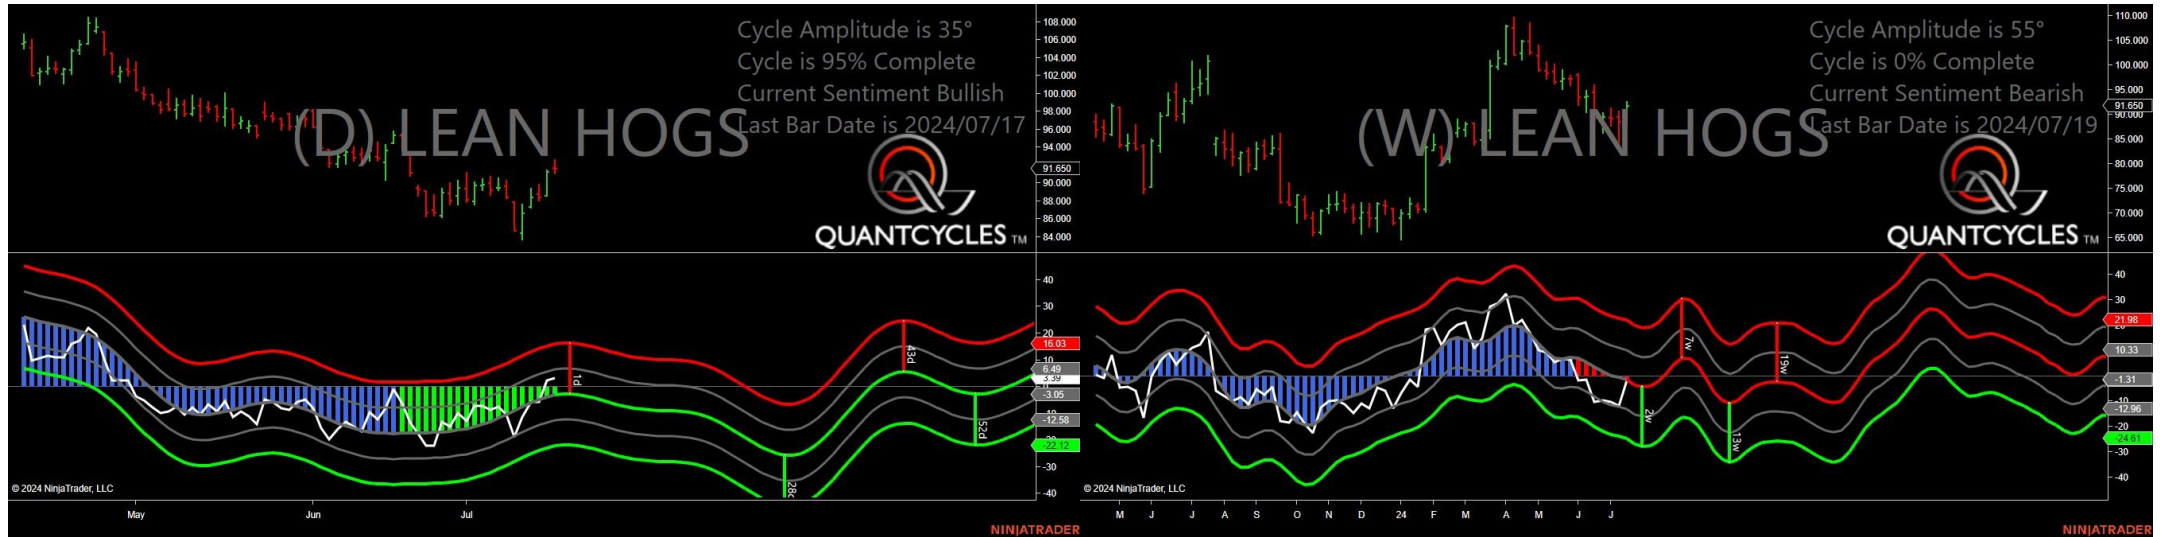 Cycle Amplitude is 35°
Cycle is 95% Complete
Current Sentiment Bullish
Last Bar Date is 2024/07/17
(D) LEAN HOGS
QUANTCYCLES TM
108.000
106.000
104.000
102.000
100.000
98.000
96.000
94.000
91.650
90.000
88.000
86.000
84.000
40
30
20
16.03
10
6.49
3.39
-3.05
-12.58
-22.12
-30
-40
1d
28d
43d
52d
© 2024 NinjaTrader, LLC
May Jun Jul
NINJATRADER
Cycle Amplitude is 55°
Cycle is 0% Complete
Current Sentiment Bearish
Last Bar Date is 2024/07/19
(W) LEAN HOGS
QUANTCYCLES TM
110.000
105.000
100.000
95.000
91.650
90.000
85.000
80.000
75.000
70.000
65.000
40
30
21.98
20
10.33
-1.31
-10
-12.96
-24.61
-30
-40
2w
7w
13w
19w
© 2024 NinjaTrader, LLC
M J J A S O N D 24 F M A M J J
NINJATRADER